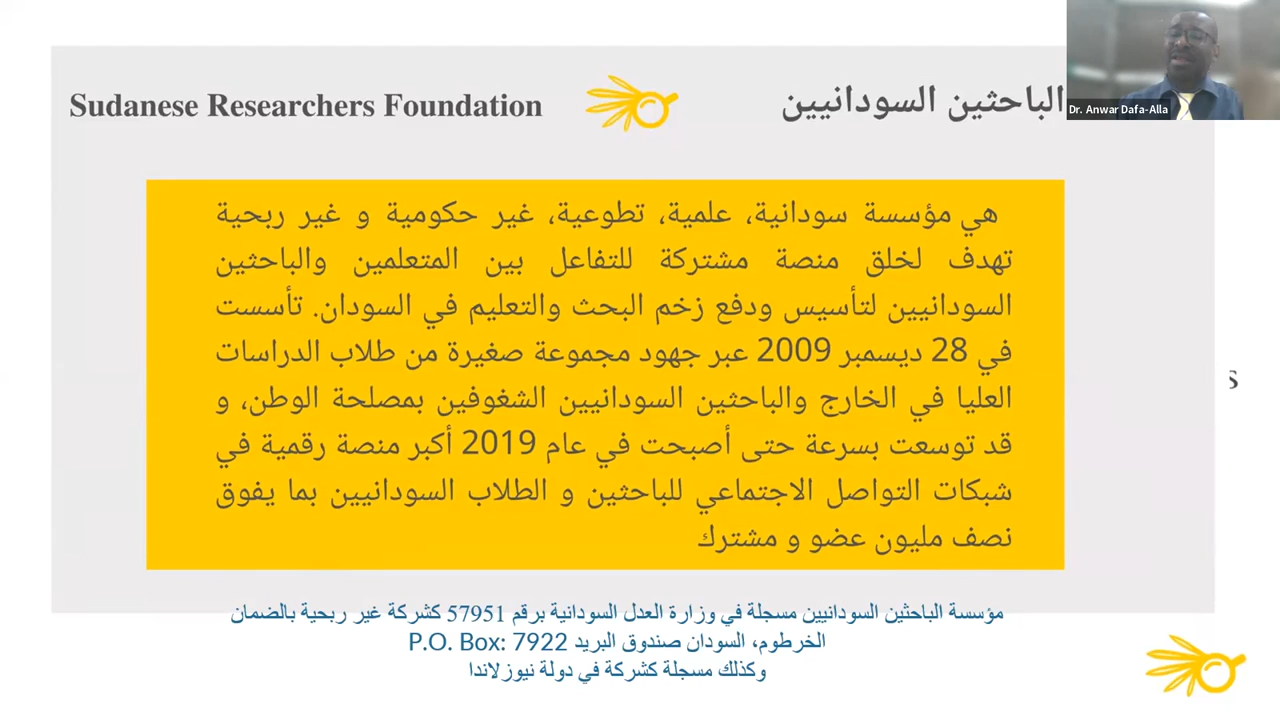 Sudanese Researchers Foundation
الباحثين السودانيين
Dr. Anwar Dafa-Alla
هي مؤسسة سودانية، علمية، تطوعية، غير حكومية و غير ربحية
تهدف لخلق منصة مشتركة للتفاعل بين المتعلمين والباحثين
السودانيين لتأسيس ودفع زخم البحث والتعليم في السودان. تأسست
في 28 ديسمبر 2009 عبر جهود مجموعة صغيرة من طلاب الدراسات
العليا في الخارج والباحثين السودانيين الشغوفين بمصلحة الوطن، و
قد توسعت بسرعة حتى أصبحت في عام 2019 أكبر منصة رقمية في
شبكات التواصل الاجتماعي للباحثين و الطلاب السودانيين بما يفوق
نصف مليون عضو و مشترك
مؤسسة الباحثين السودانيين مسجلة في وزارة العدل السودانية برقم 57951 كشركة غير ربحية بالضمان
الخرطوم، السودان صندوق البريد P.O. Box: 7922
وكذلك مسجلة كشركة في دولة نيوزلاندا